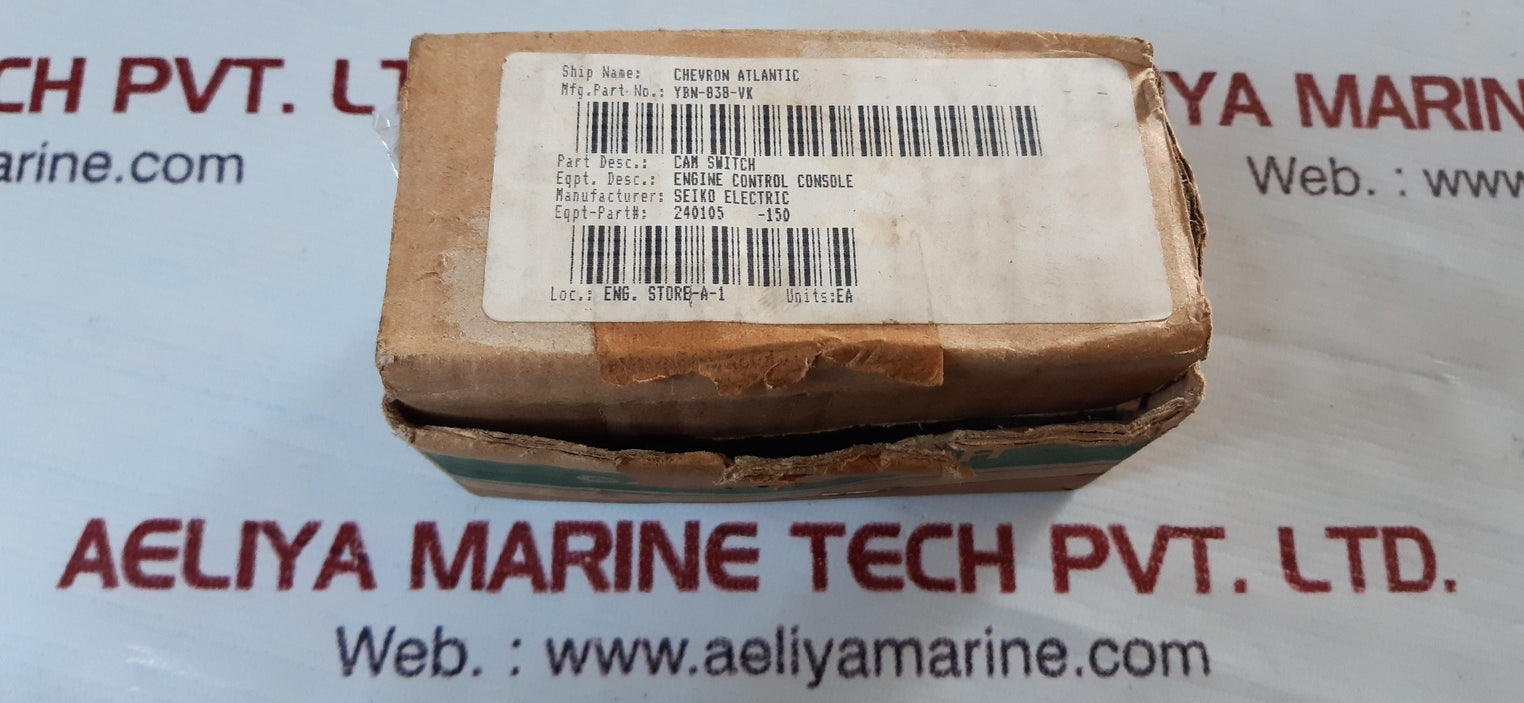 CH PVT. LT
YA MARIN
arine.com
Web. : www
Ship Name: CHEVRON ATLANTIC
Mfg.Part No.: YBN-838-VK
Part Desc.: CAM SWITCH
Eqpt. Desc.: ENGINE CONTROL CONSOLE
Manufacturer: SEIKO ELECTRIC
Eqpt-Part#: 240105 -150
Loc.: ENG. STORE-A-1 Units:EA
AELIYA MARINE TECH PVT. LTD.
Web. : www.aeliyamarine.com